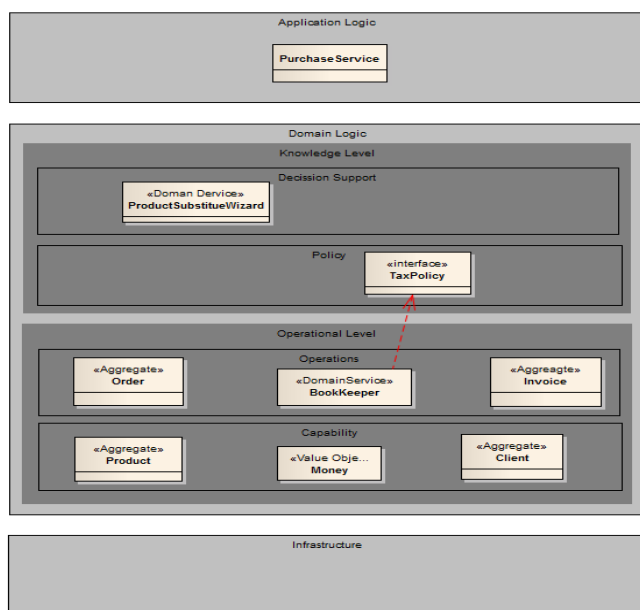 Application Logic
PurchaseService
Domain Logic
Knowledge Level
Decission Support
«Doman Dervice»
ProductSubstitueWizard
Policy
«interface»
TaxPolicy
Operational Level
Operations
«Aggregate»
Order
«DomainService»
BookKeeper
«Aggreagte»
Invoice
Capability
«Aggregate»
Product
«Value Obje...
Money
«Aggregate»
Client
Infrastructure